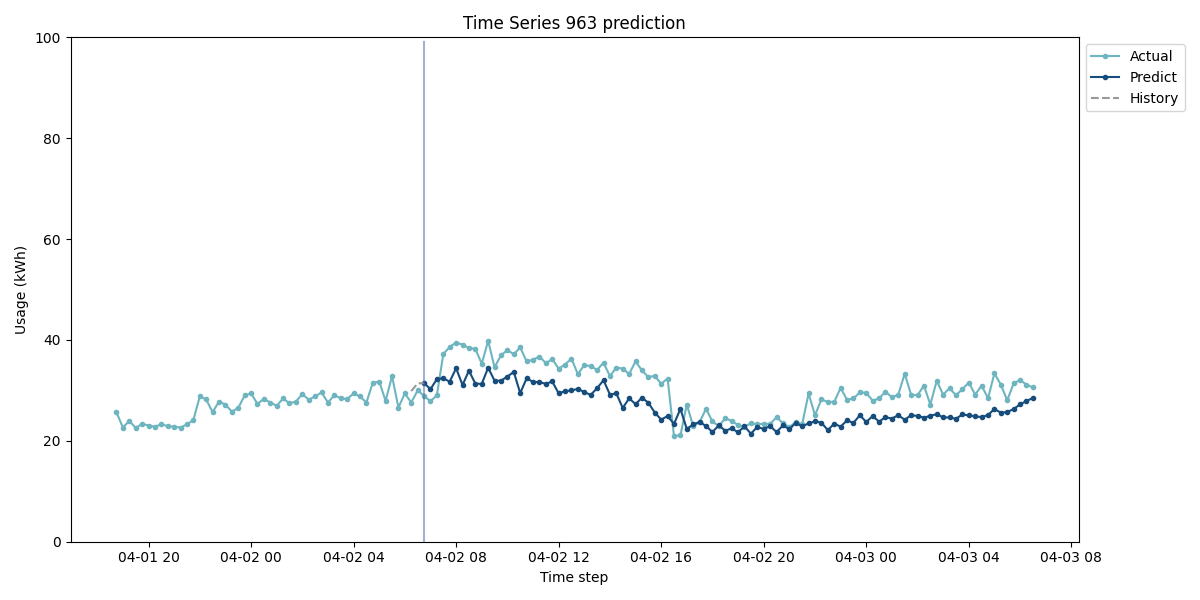 Time Series 963 prediction
100
80
60
40
20
0
Usage (kWh)
04-01 20
04-02 00
04-02 04
04-02 08
04-02 12
04-02 16
04-02 20
04-03 00
04-03 04
04-03 08
Time step
Actual
Predict
History